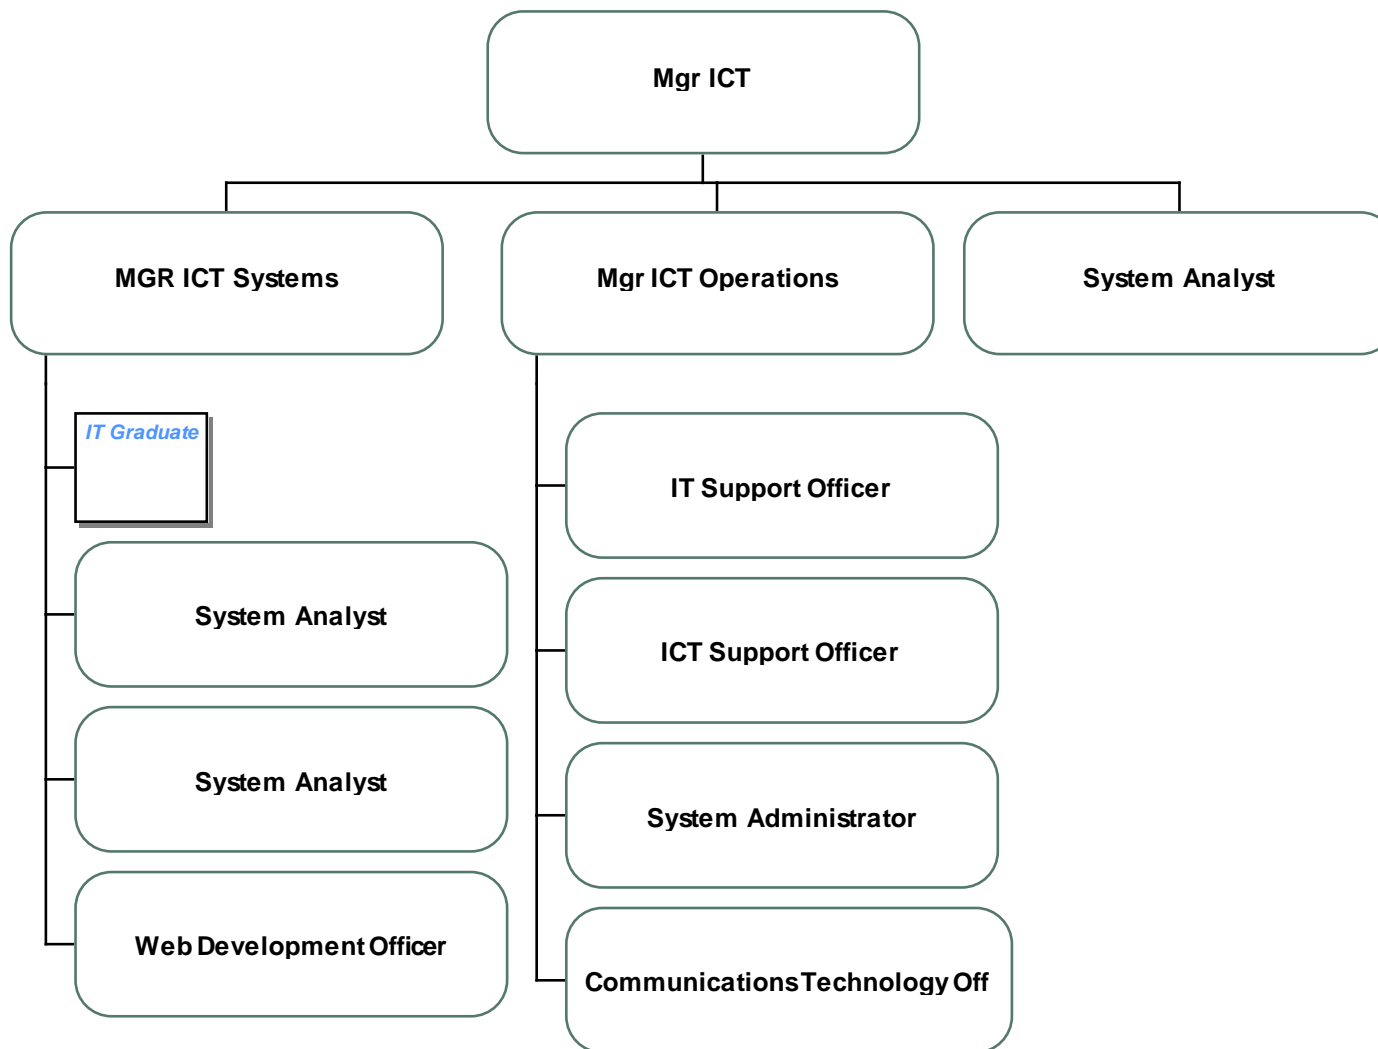 Mgr ICT
MGR ICT Systems
Mgr ICT Operations
System Analyst
IT Graduate
System Analyst
System Analyst
Web Development Officer
IT Support Officer
ICT Support Officer
System Administrator
Communications Technology Off